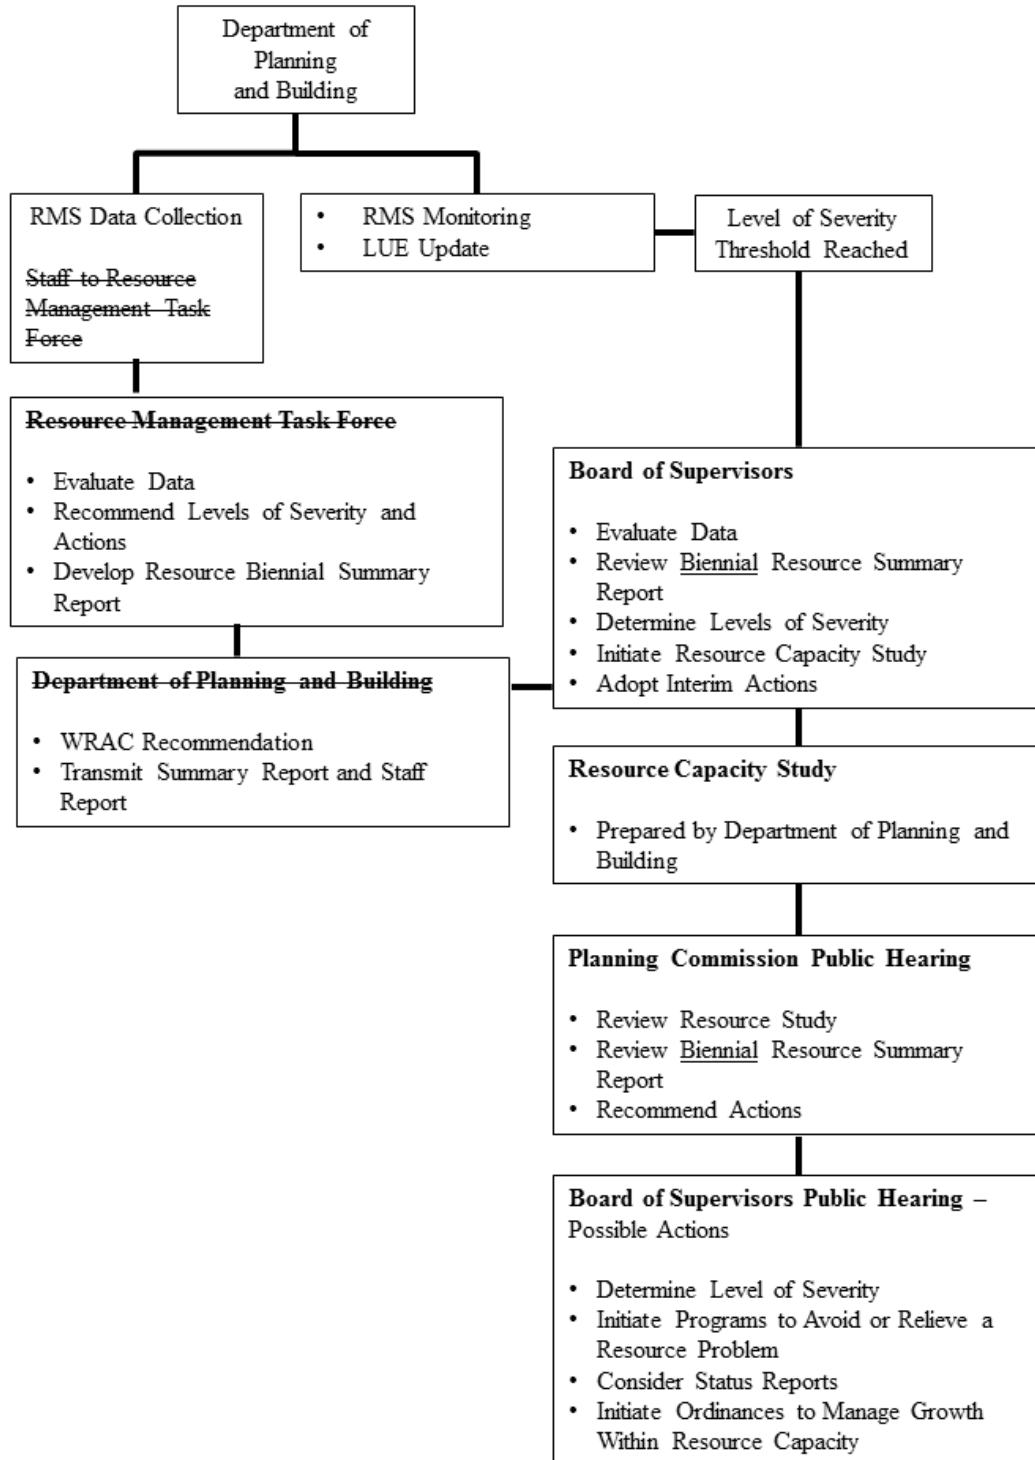 Department of
Planning
and Building
RMS Data Collection
Staff to Resource
Management Task
Force
• RMS Monitoring
• LUE Update
Level of Severity
Threshold Reached
Resource Management Task Force
• Evaluate Data
• Recommend Levels of Severity and
Actions
• Develop Resource Biennial Summary
Report
Department of Planning and Building
• WRAC Recommendation
• Transmit Summary Report and Staff
Report
Board of Supervisors
• Evaluate Data
• Review Biennial Resource Summary
Report
• Determine Levels of Severity
• Initiate Resource Capacity Study
• Adopt Interim Actions
Resource Capacity Study
• Prepared by Department of Planning and
Building
Planning Commission Public Hearing
• Review Resource Study
• Review Biennial Resource Summary
Report
• Recommend Actions
Board of Supervisors Public Hearing –
Possible Actions
• Determine Level of Severity
• Initiate Programs to Avoid or Relieve a
Resource Problem
• Consider Status Reports
• Initiate Ordinances to Manage Growth
Within Resource Capacity